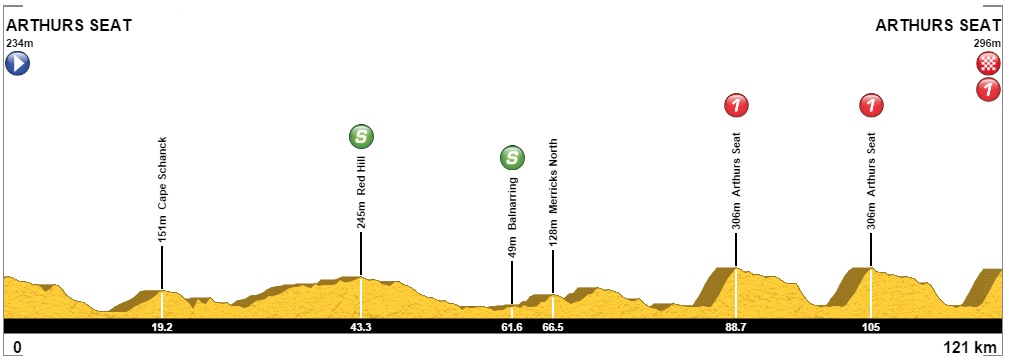 ARTHURS SEAT
234m
ARTHURS SEAT
296m
1
151m Cape Schanck
S
245m Red Hill
S
49m Balnarring
128m Merricks North
1
306m Arthurs Seat
1
306m Arthurs Seat
19.2
43.3
61.6
66.5
88.7
105
0
121 km